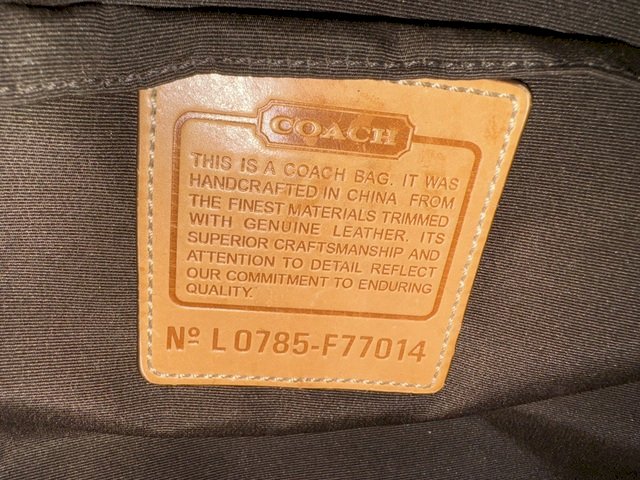 COACH
THIS IS A COACH BAG. IT WAS
HANDCRAFTED IN CHINA FROM
THE FINEST MATERIALS TRIMMED
WITH GENUINE LEATHER. ITS
SUPERIOR CRAFTSMANSHIP AND
ATTENTION TO DETAIL REFLECT
OUR COMMITMENT TO ENDURING
QUALITY.
Nº L0785-F77014